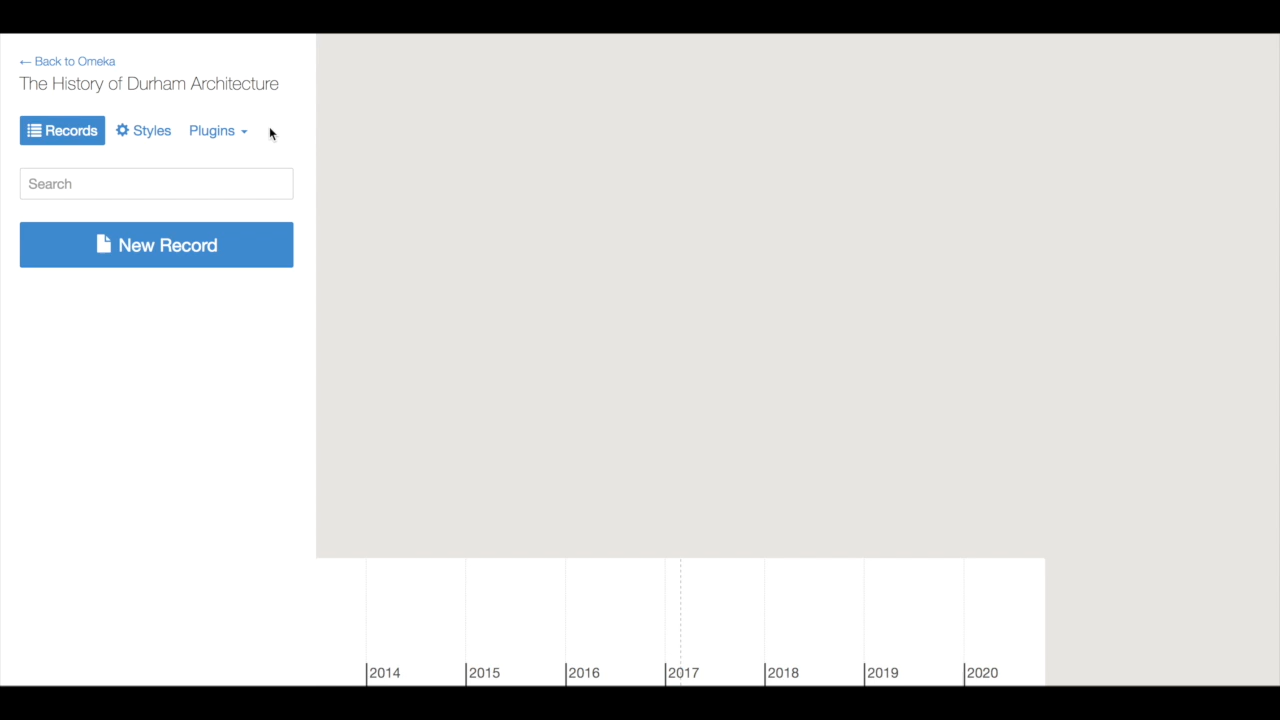 ← Back to Omeka
The History of Durham Architecture
Records Styles Plugins
Search
New Record
2014 2015 2016 2017 2018 2019 2020